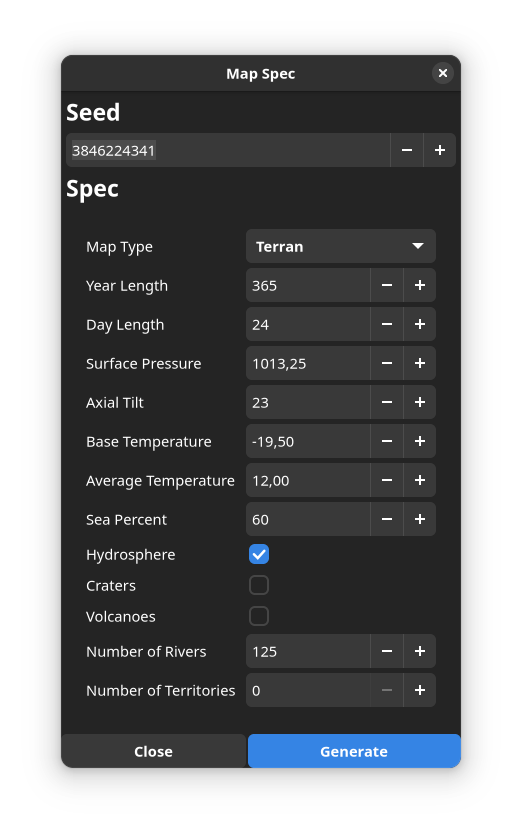 Map Spec
Seed
3846224341
Spec
Map Type Terran
Year Length 365
Day Length 24
Surface Pressure 1013,25
Axial Tilt 23
Base Temperature -19,50
Average Temperature 12,00
Sea Percent 60
Hydrosphere
Craters
Volcanoes
Number of Rivers 125
Number of Territories 0
Close Generate